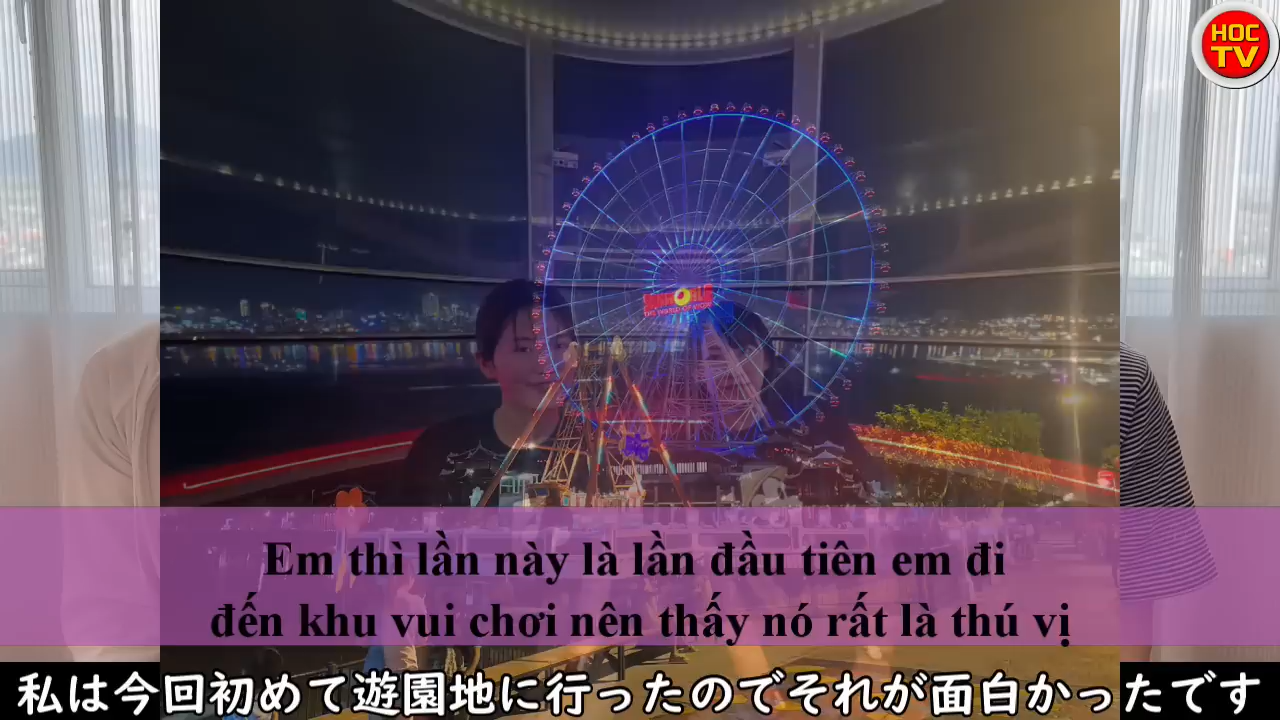 HOC
TV
Em thì lần này là lần đầu tiên em đi
đến khu vui chơi nên thấy nó rất là thú vị
私は今回初めて遊園地に行ったのでそれが面白かったです